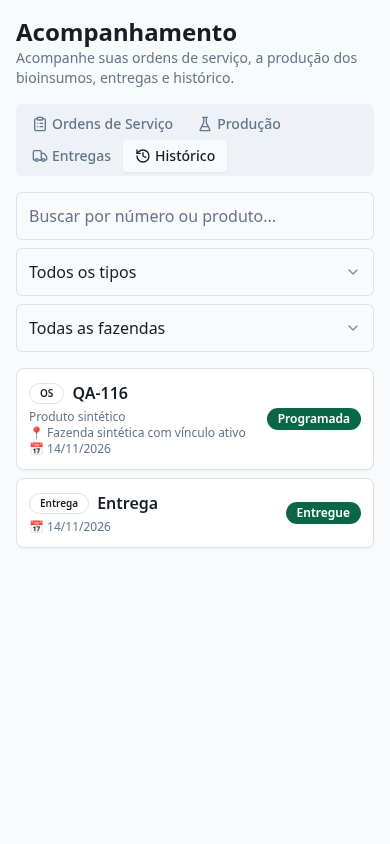 Acompanhamento
Acompanhe suas ordens de serviço, a produção dos
bioinsumos, entregas e histórico.
Ordens de Serviço
Produção
Entregas
Histórico
Buscar por número ou produto...
Todos os tipos
Todas as fazendas
OS
QA-116
Produto sintético
📍 Fazenda sintética com vínculo ativo
📅 14/11/2026
Programada
Entrega
Entrega
📅 14/11/2026
Entregue